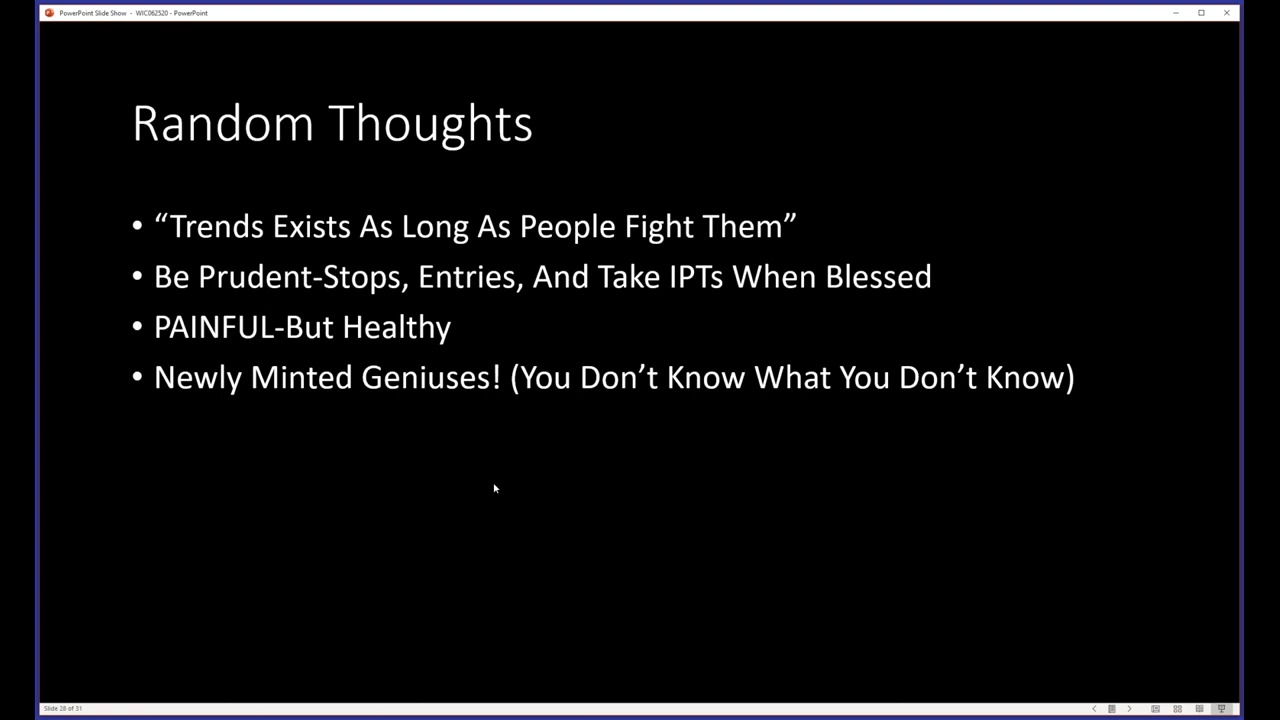 PowerPoint Slide Show - WIC062520 - PowerPoint
Random Thoughts
• “Trends Exists As Long As People Fight Them”
• Be Prudent-Stops, Entries, And Take IPTs When Blessed
• PAINFUL-But Healthy
• Newly Minted Geniuses! (You Don’t Know What You Don’t Know)
Slide 28 of 31